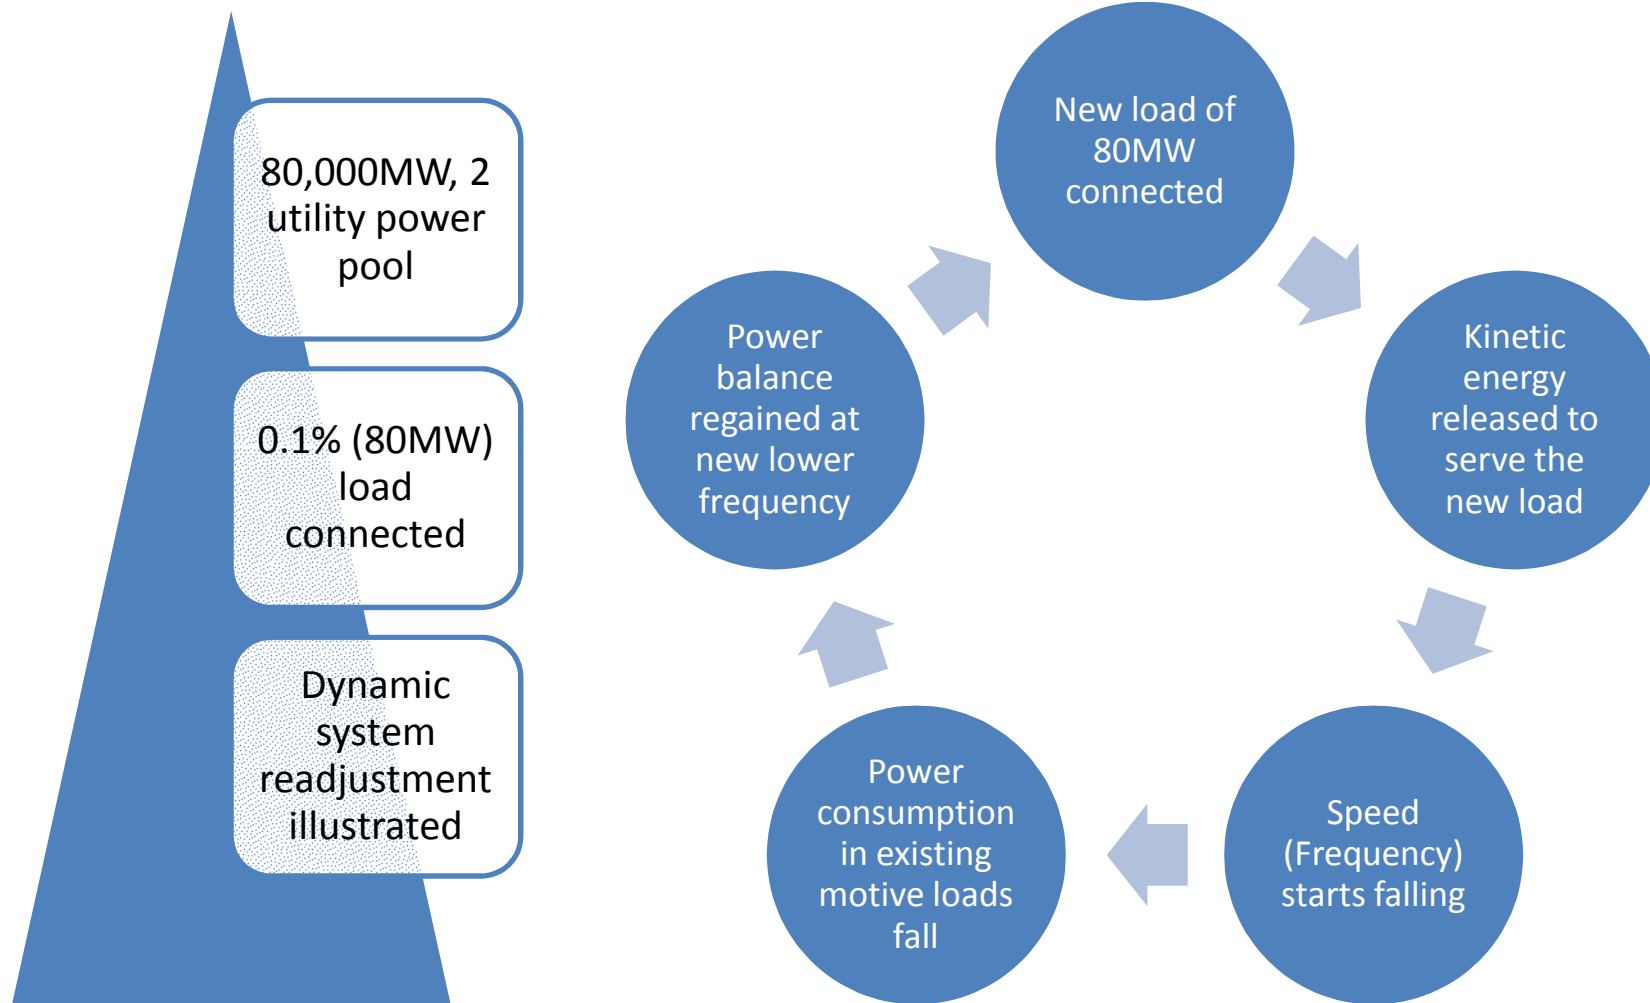 80,000MW, 2
utility power
pool
0.1% (80MW)
load
connected
Dynamic
system
readjustment
illustrated
New load of
80MW
connected
Kinetic
energy
released to
serve the
new load
Speed
(Frequency)
starts falling
Power
consumption
in existing
motive loads
fall
Power
balance
regained at
new lower
frequency